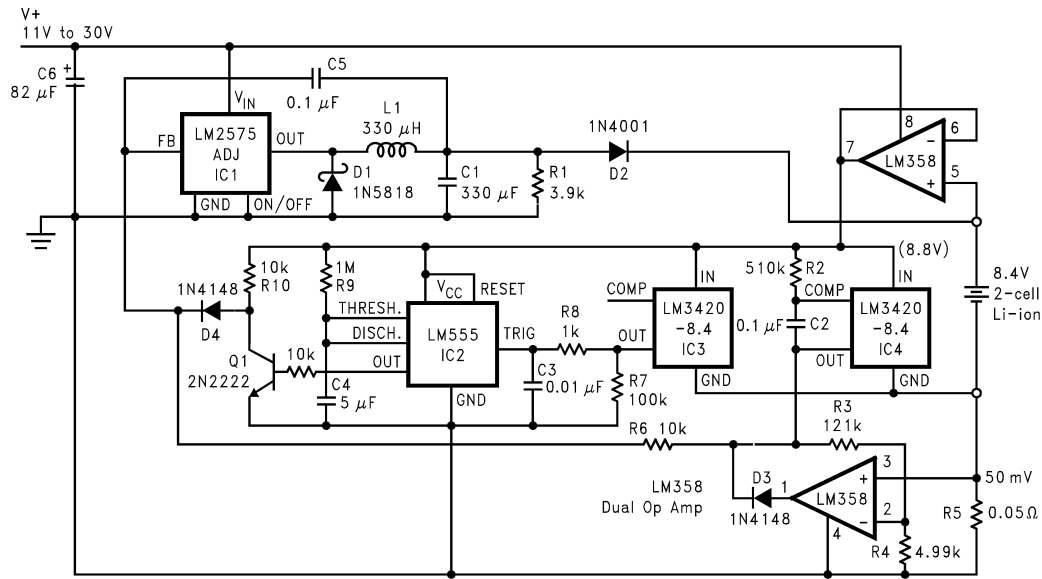 V+
11V to 30V
C6
+
82 μF
C5
0.1 μF
VIN
LM2575
ADJ
IC1
FB
OUT
GND
ON/OFF
L1
330 μH
D1
1N5818
C1
330 μF
R1
3.9k
1N4001
D2
8
7
6
−
LM358
+
5
(8.8V)
8.4V
2-cell
Li-ion
10k
R10
1M
R9
1N4148
D4
Q1
2N2222
10k
THRESH.
DISCH.
OUT
VCC
RESET
LM555
IC2
TRIG
GND
C4
5 μF
R8
1k
C3
0.01 μF
R7
100k
COMP
OUT
IN
LM3420
-8.4
IC3
GND
510k
R2
COMP
0.1 μF
C2
OUT
IN
LM3420
-8.4
IC4
GND
R6 10k
R3
121k
LM358
Dual Op Amp
D3
1N4148
1
3
+
LM358
2
−
4
50 mV
R5
0.05Ω
R4
4.99k